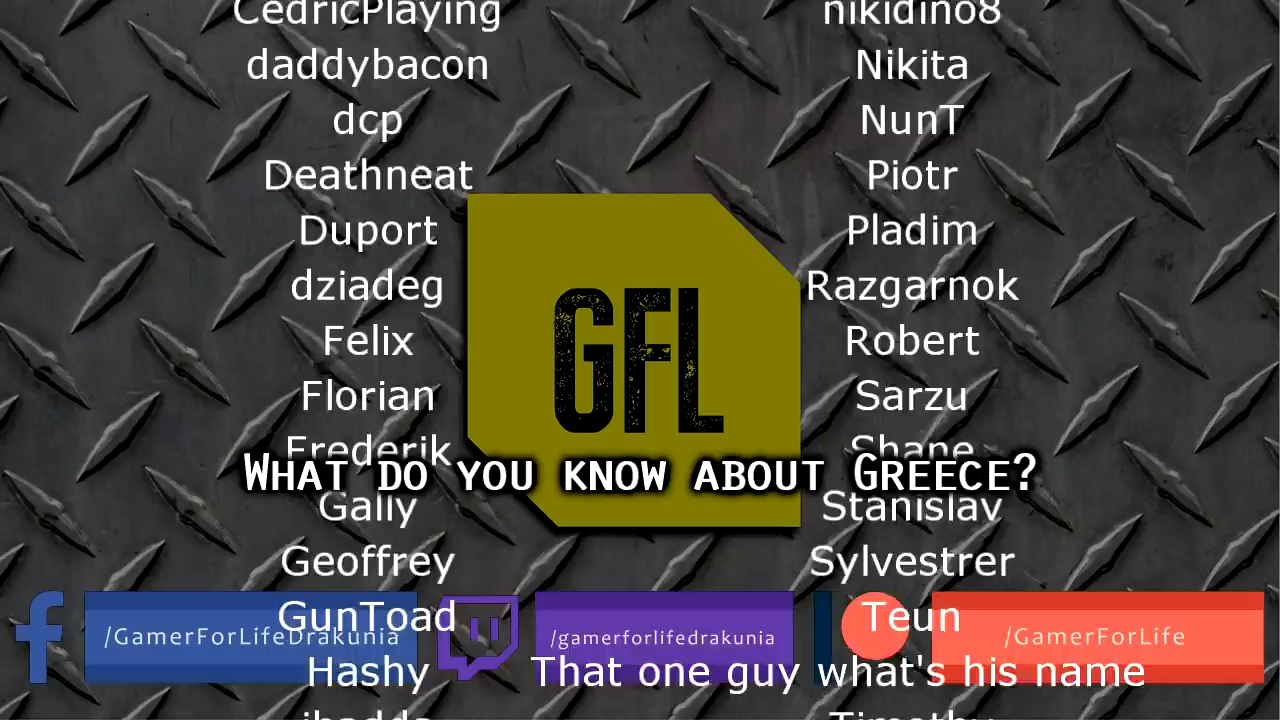 CedricPlaying
daddybacon
dcp
Deathneat
Duport
dziadeg
Felix
Florian
Frederik
Gally
Geoffrey
GunToad
Hashy
nikidino8
Nikita
NunT
Piotr
Pladim
Razgarnok
Robert
Sarzu
Shane
Stanislav
Sylvestrer
Teun
That one guy what's his name
GFL
What do you know about Greece?
/GamerForLifeDrakunia
/gamerforlifedrakunia
/GamerForLife